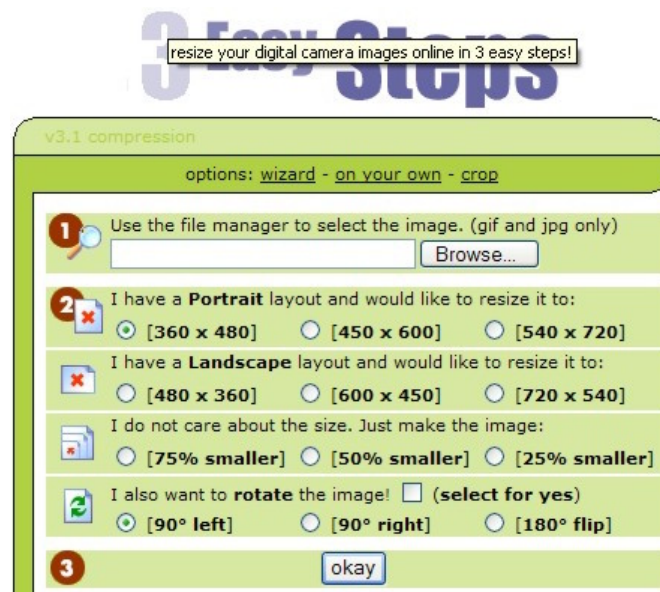 3 Easy Steps
resize your digital camera images online in 3 easy steps!
v3.1 compression
options: wizard - on your own - crop
1 Use the file manager to select the image. (gif and jpg only)
Browse...
2 I have a Portrait layout and would like to resize it to:
[360 x 480] [450 x 600] [540 x 720]
I have a Landscape layout and would like to resize it to:
[480 x 360] [600 x 450] [720 x 540]
I do not care about the size. Just make the image:
[75% smaller] [50% smaller] [25% smaller]
I also want to rotate the image! (select for yes)
[90° left] [90° right] [180° flip]
3 okay